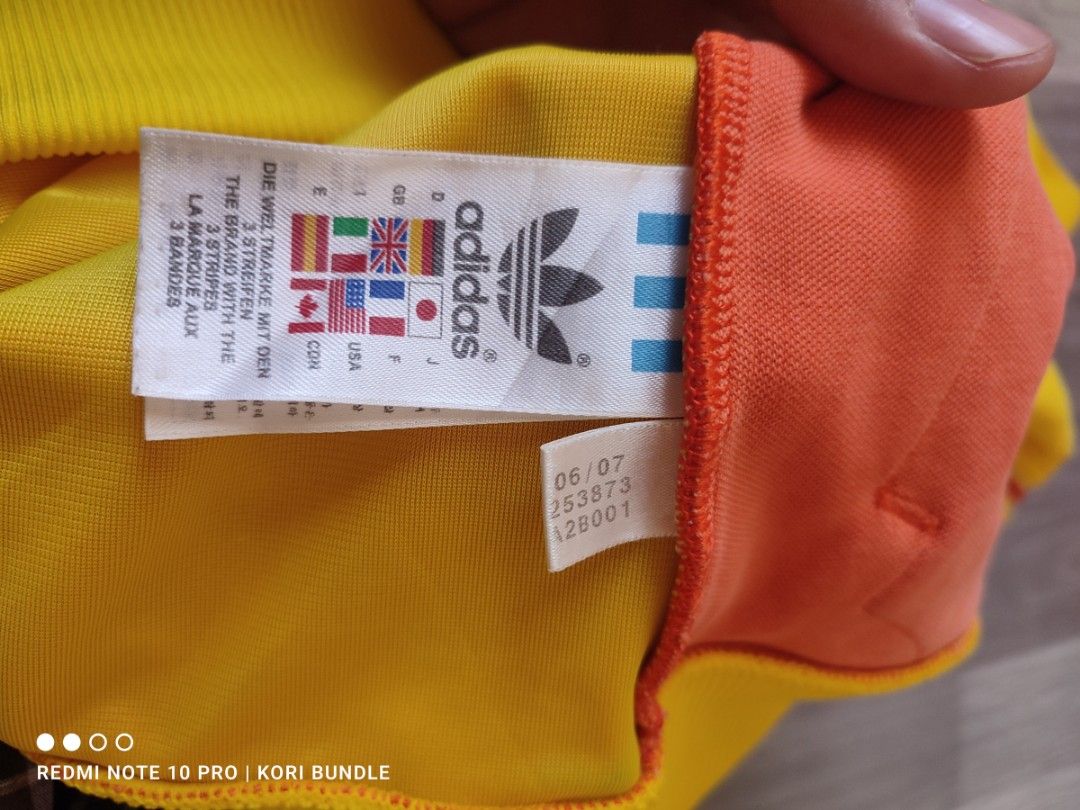 adidas ®
®
D
GB
I
E
J
F
USA
CDN
DIE WELTMARKE MIT DEN
3 STREIFEN
THE BRAND WITH THE
3 STRIPES
LA MARQUE AUX
3 BANDES
06/07
253873
A2B001
REDMI NOTE 10 PRO | KORI BUNDLE